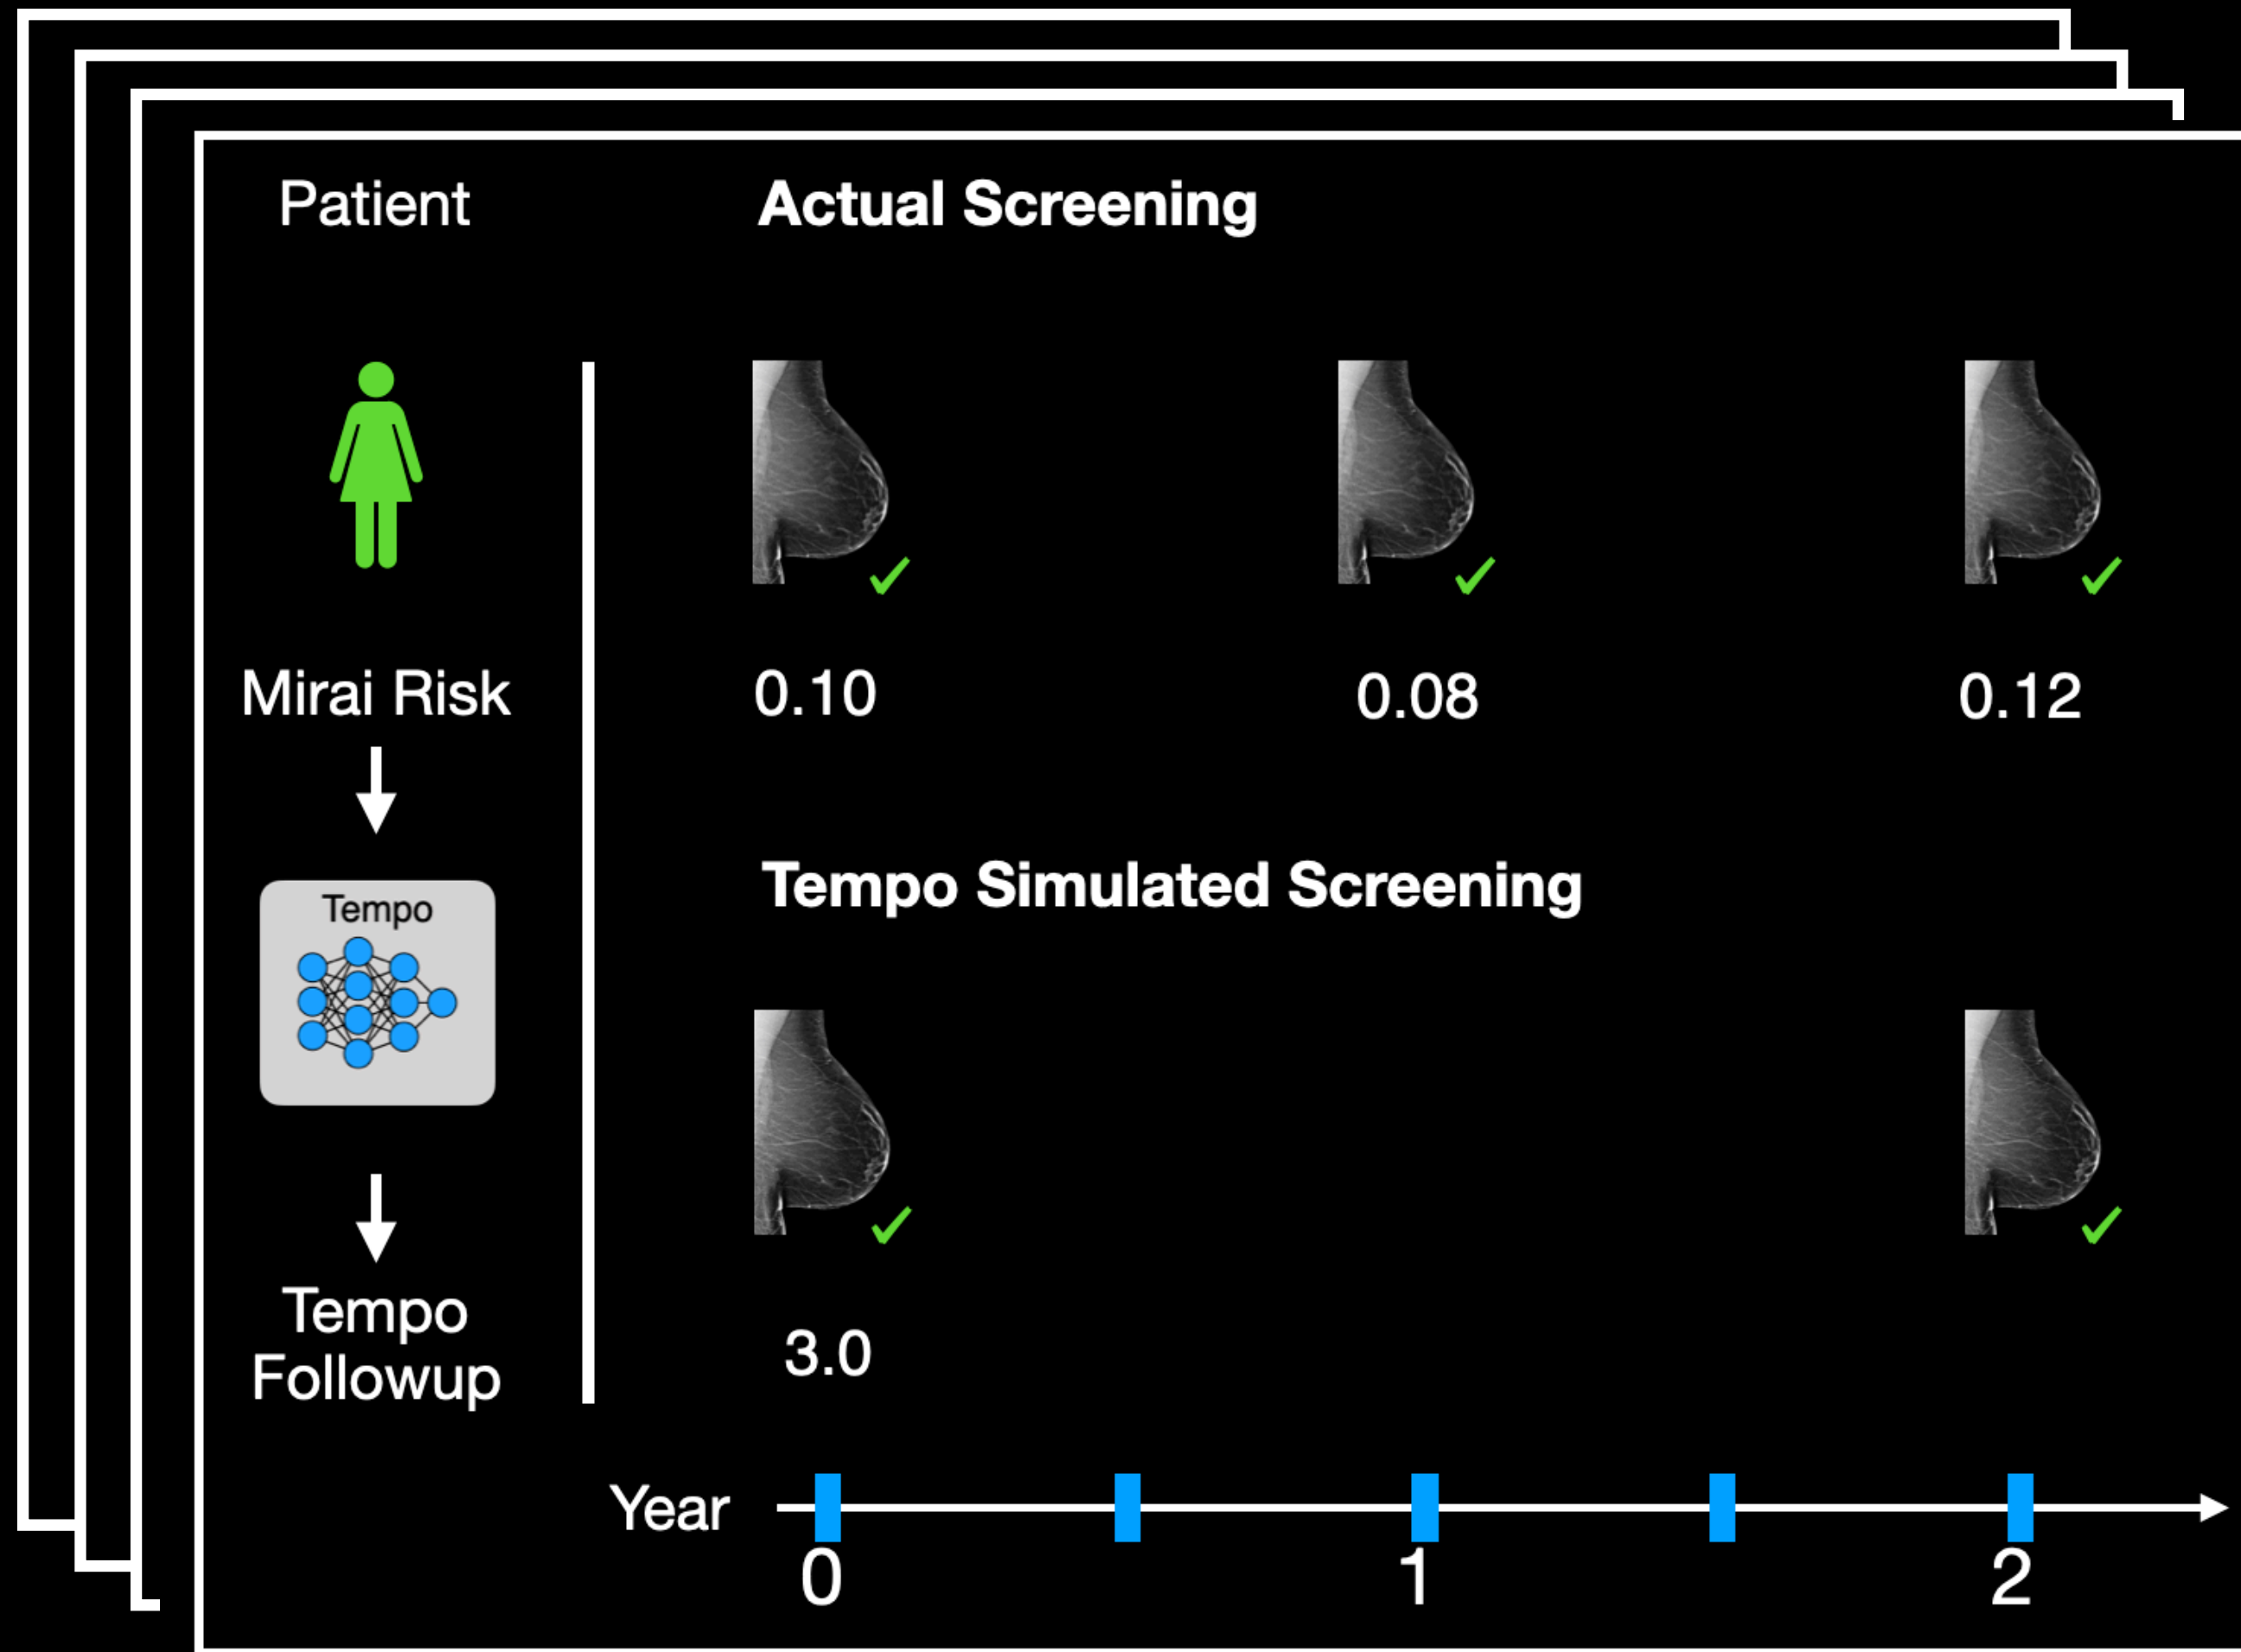 Patient
Actual Screening
Mirai Risk
0.10
0.08
0.12
Tempo Simulated Screening
Tempo
Tempo
Followup
3.0
Year
0
1
2